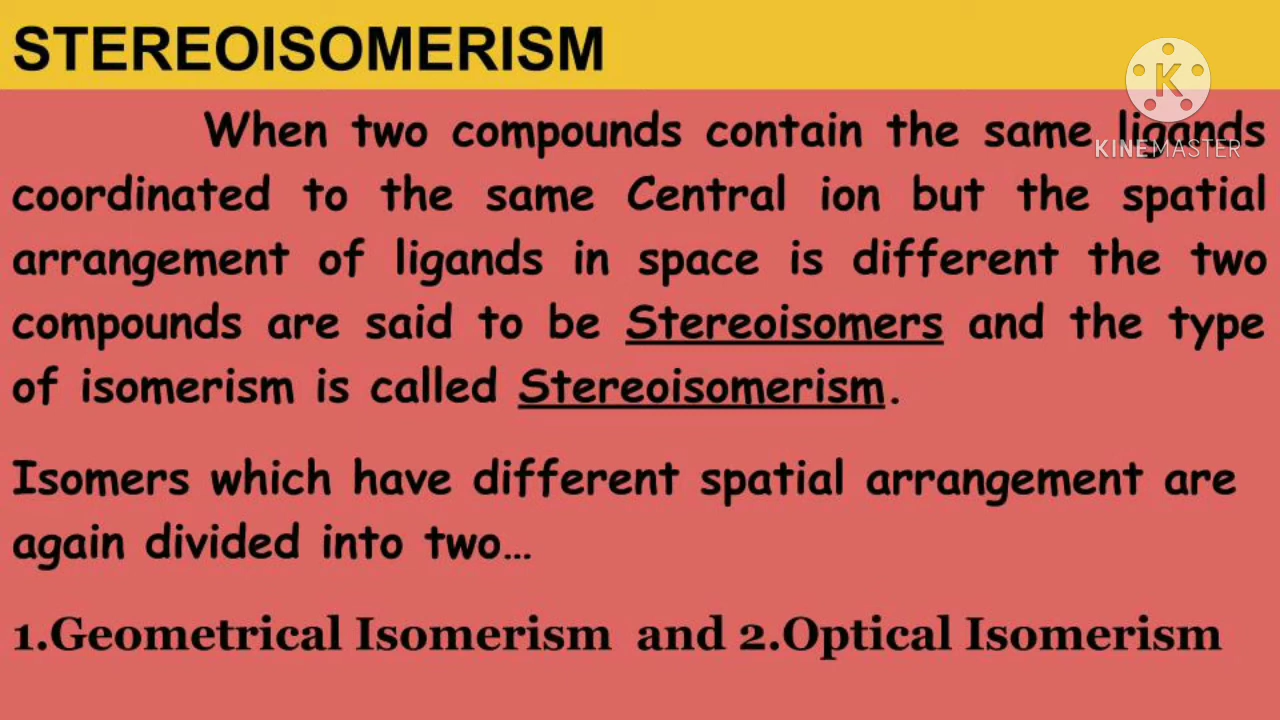 STEREOISOMERISM
K
KINEMASTER
When two compounds contain the same ligands
coordinated to the same Central ion but the spatial
arrangement of ligands in space is different the two
compounds are said to be Stereoisomers and the type
of isomerism is called Stereoisomerism.
Isomers which have different spatial arrangement are
again divided into two...
1.Geometrical Isomerism and 2.Optical Isomerism